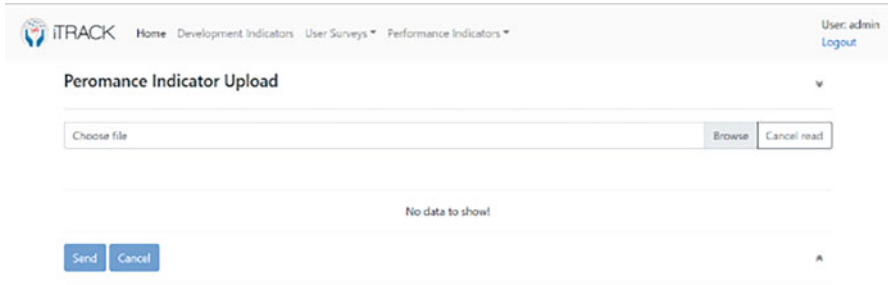 iTRACK Home Development Indicators User Surveys Performance Indicators User: admin
Logout
Peromance Indicator Upload
Choose file Browse Cancel read
No data to show!
Send Cancel